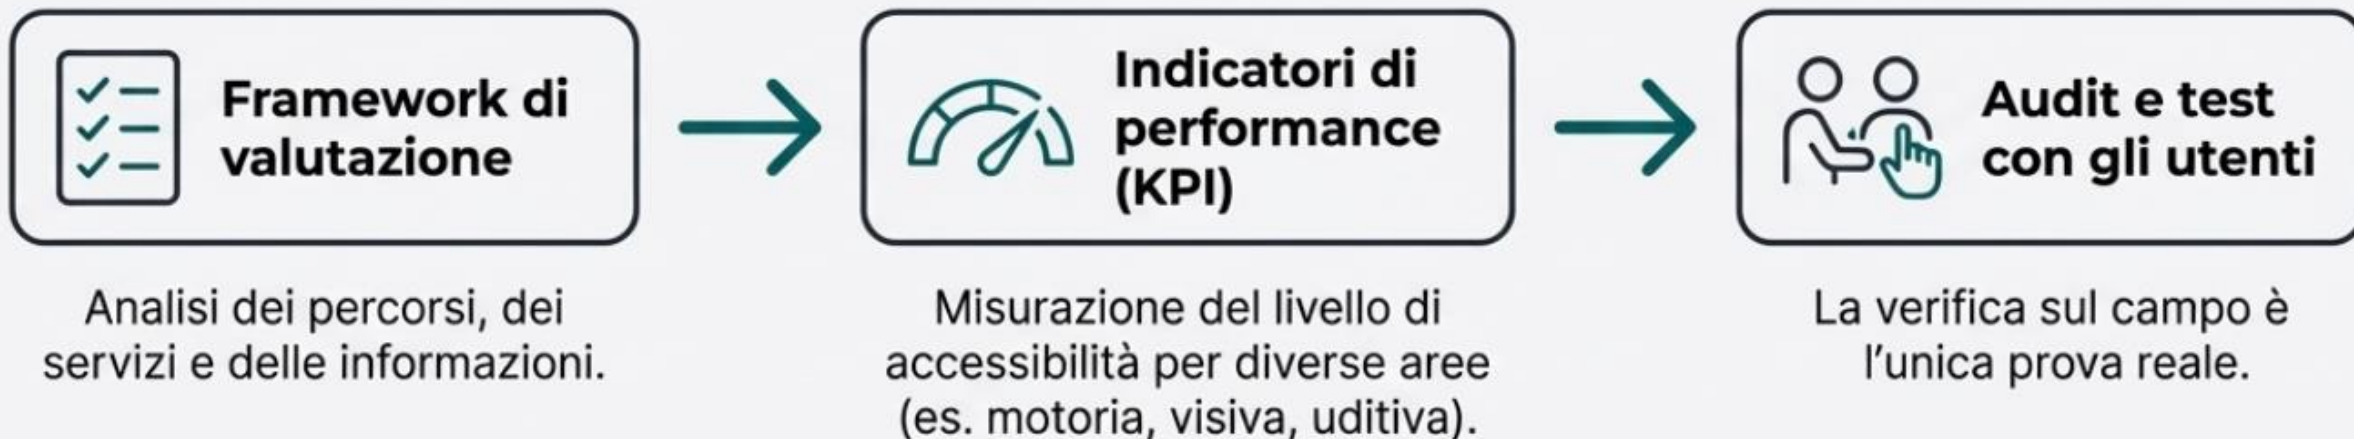 Framework di
valutazione
Analisi dei percorsi, dei
servizi e delle informazioni.
Indicatori di
performance
(KPI)
Misurazione del livello di
accessibilità per diverse aree
(es. motoria, visiva, uditiva).
Audit e test
con gli utenti
La verifica sul campo è
l’unica prova reale.